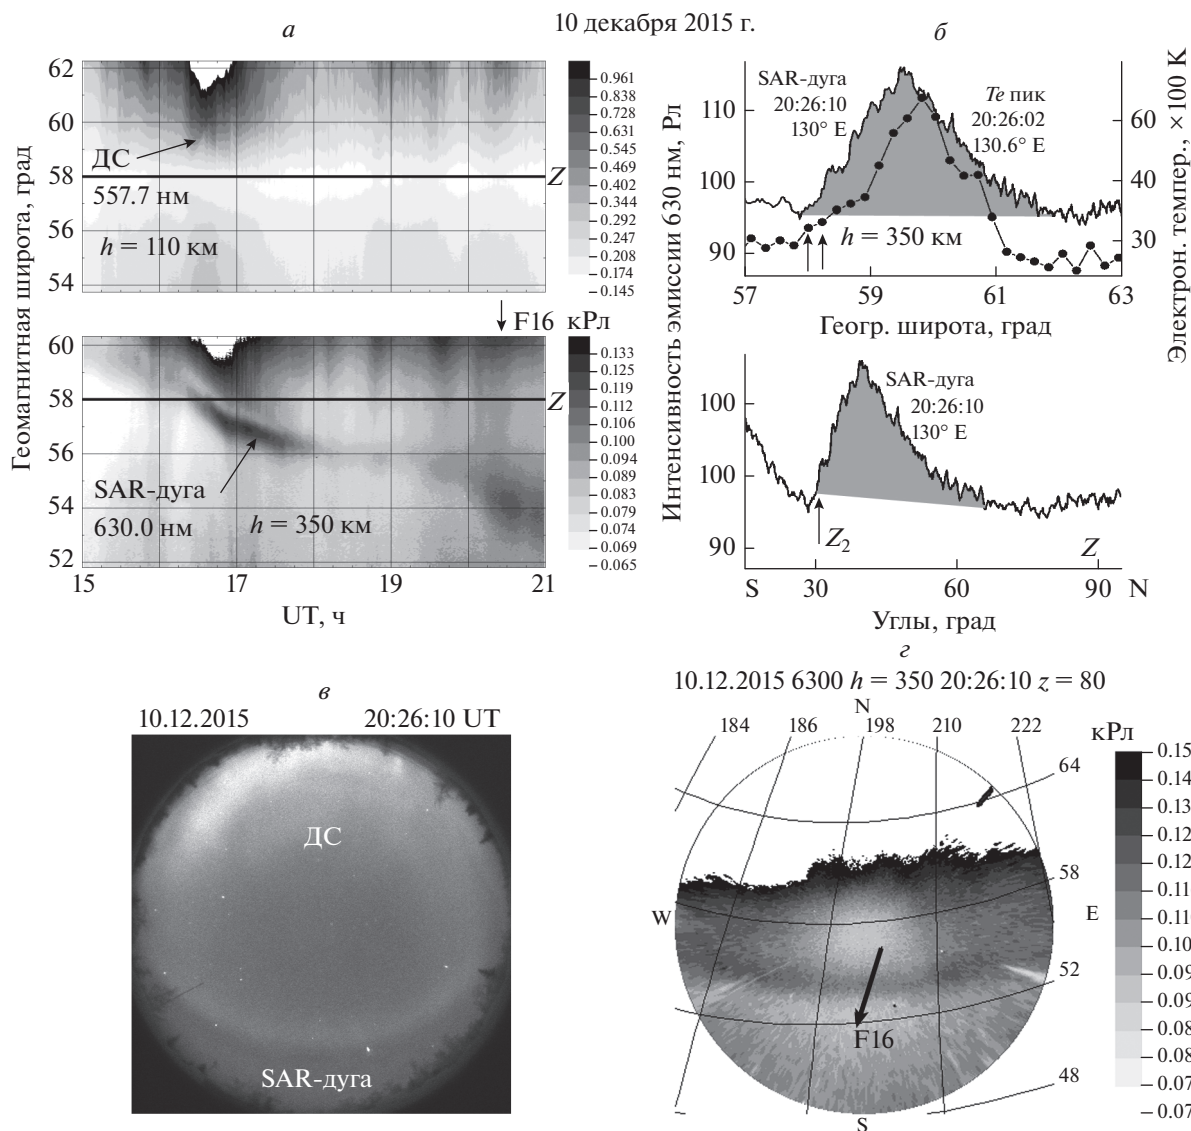 10 декабря 2015 г.
а
62
60
58
56
54
Геомагнитная широта, град
ДС
557.7 нм
h = 110 км
Z
0.961
0.838
0.728
0.631
0.545
0.469
0.402
0.344
0.292
0.247
0.208
0.174
0.145
F16
кРл
60
58
56
54
52
SAR-дуга
630.0 нм
h = 350 км
Z
0.133
0.125
0.119
0.112
0.106
0.100
0.094
0.089
0.083
0.079
0.074
0.069
0.065
15
17
19
21
UT, ч
б
Интенсивность эмиссии 630 нм, Рл
110
100
90
SAR-дуга
20:26:10
130° E
Te пик
20:26:02
130.6° E
h = 350 км
60
40
30
Электрон. темпер., ×100 К
57
59
61
63
Геогр. широта, град
100
100
90
SAR-дуга
20:26:10
130° E
Z2
Z
S
30
60
90
N
Углы, град
в
10.12.2015
20:26:10 UT
ДС
SAR-дуга
г
10.12.2015 6300 h = 350 20:26:10 z = 80
N
184
186
198
210
222
64
58
52
48
W
E
S
F16
кРл
0.15
0.14
0.13
0.12
0.12
0.11
0.11
0.10
0.09
0.09
0.08
0.08
0.07
0.07